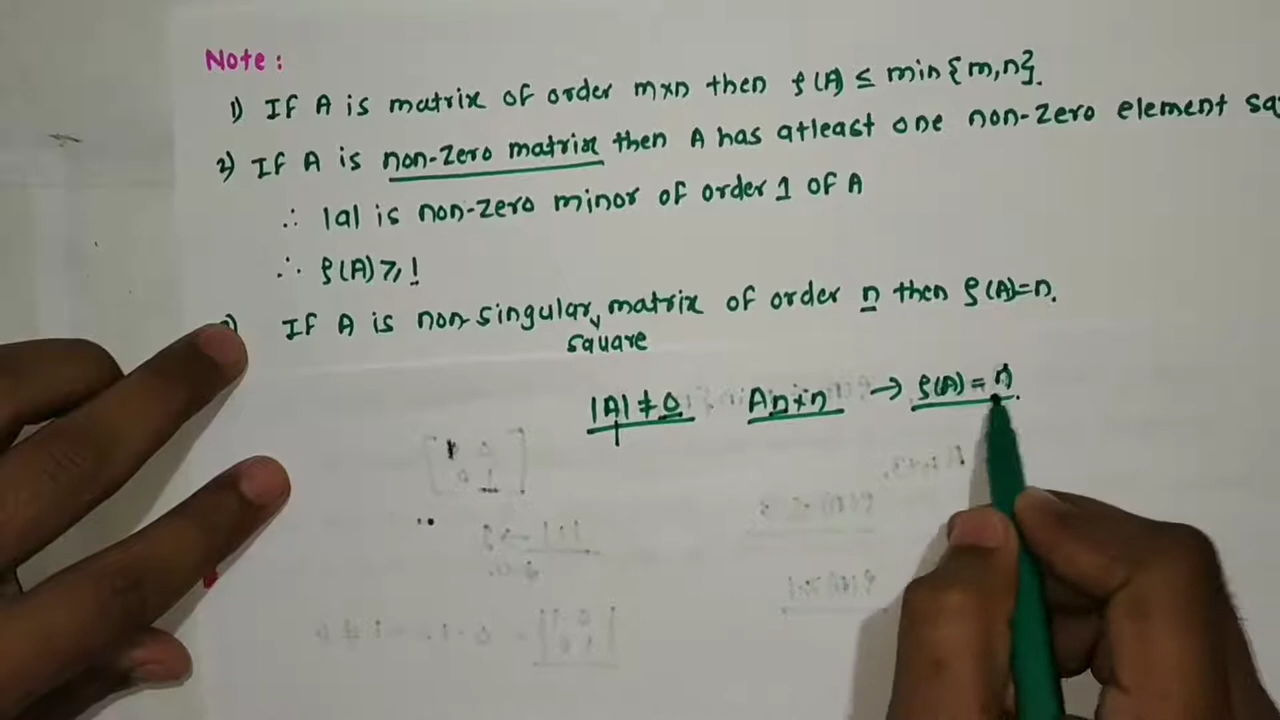 Note:
1) If A is matrix of order m×n then ρ(A) ≤ min{m,n}.
2) If A is non-zero matrix then A has atleast one non-zero element
∴ |a| is non-zero minor of order 1 of A
∴ ρ(A) ≥ 1
If A is non-singular matrix of order n then ρ(A)=n.
square
|A| ≠ 0 An×n → ρ(A) = n